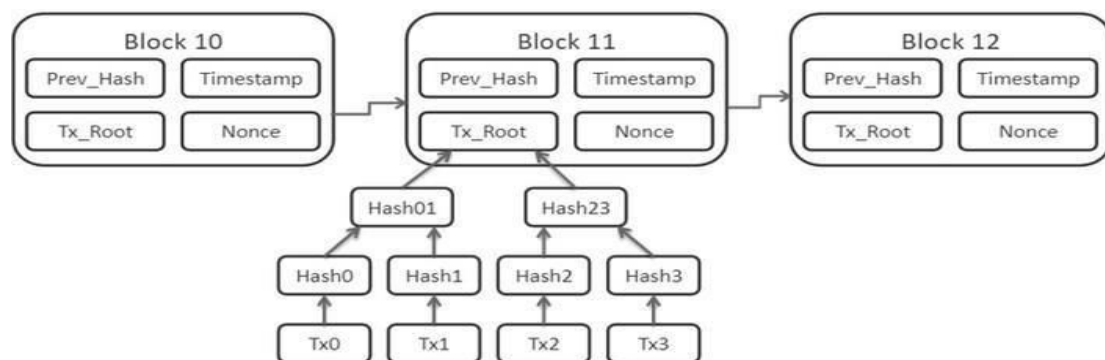 Block 10
Block 11
Block 12
Prev_Hash Timestamp
Prev_Hash Timestamp
Prev_Hash Timestamp
Tx_Root Nonce
Tx_Root Nonce
Tx_Root Nonce
Hash01 Hash23
Hash0 Hash1 Hash2 Hash3
Tx0 Tx1 Tx2 Tx3